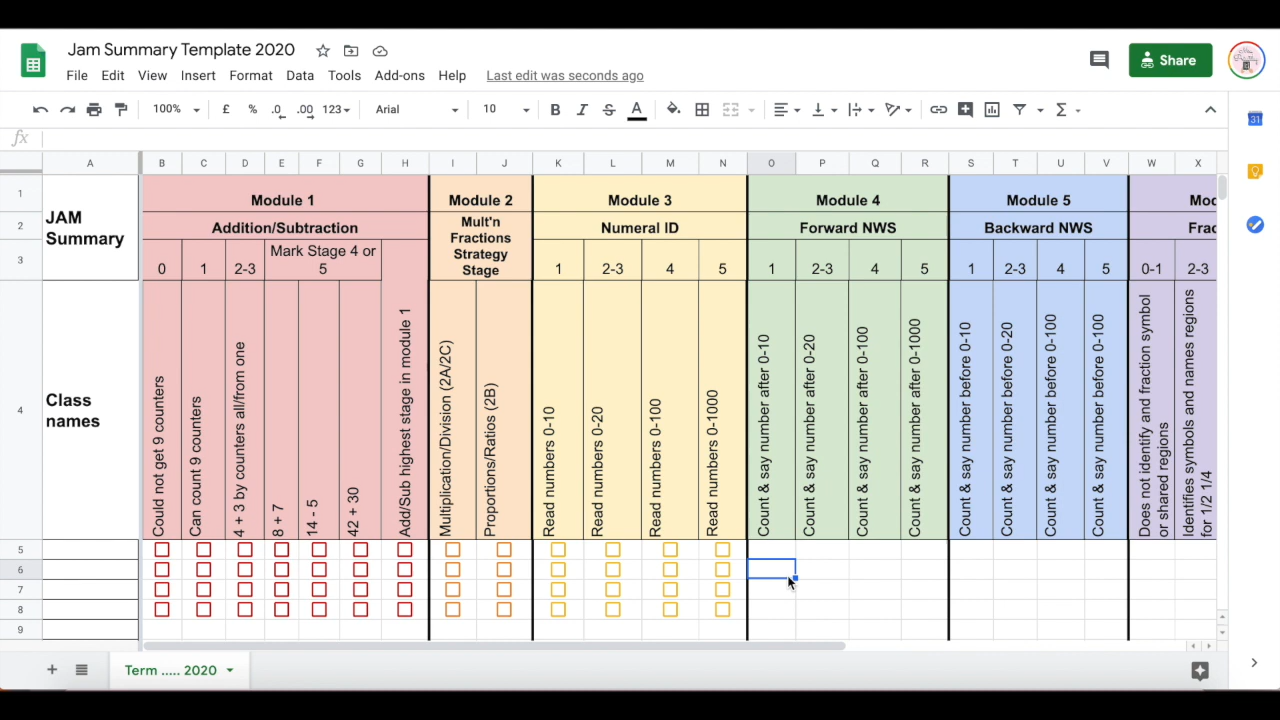 Jam Summary Template 2020
File Edit View Insert Format Data Tools Add-ons Help Last edit was seconds ago
Share
100% £ % .0 .00 123 Arial 10 B I S A Σ
31
fx
A B C D E F G H I J K L M N O P Q R S T U V W X
1 Module 1 Module 2 Module 3 Module 4 Module 5 Mod
JAM
Summary
2 Addition/Subtraction Mult'n
Fractions
Strategy
Stage
Numeral ID Forward NWS Backward NWS Frac
3 0 1 2-3 Mark Stage 4 or
5
1 2-3 4 5 1 2-3 4 5 1 2-3 4 5 0-1 2-3
4 Class
names
Could not get 9 counters
Can count 9 counters
4 + 3 by counters all/from one
8 + 7
14 - 5
42 + 30
Add/Sub highest stage in module 1
Multiplication/Division (2A/2C)
Proportions/Ratios (2B)
Read numbers 0-10
Read numbers 0-20
Read numbers 0-100
Read numbers 0-1000
Count & say number after 0-10
Count & say number after 0-20
Count & say number after 0-100
Count & say number after 0-1000
Count & say number before 0-10
Count & say number before 0-20
Count & say number before 0-100
Count & say number before 0-100
Does not identify and fraction symbol
or shared regions
Identifies symbols and names regions
for 1/2 1/4
5
6
7
8
9
Term ..... 2020